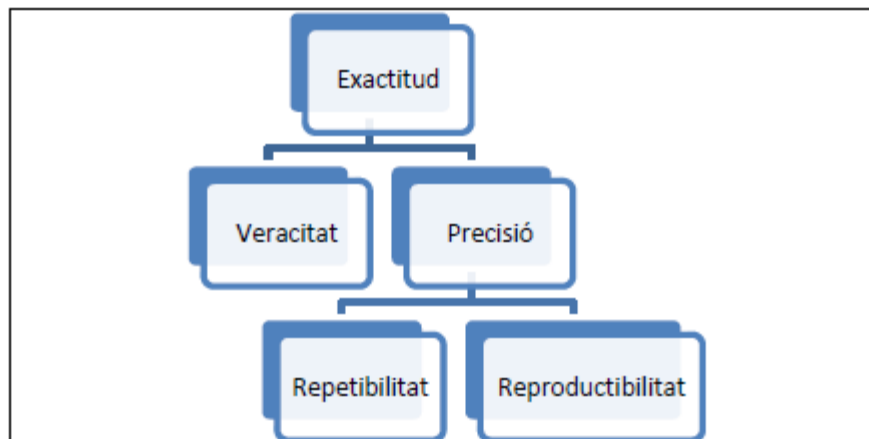 Exactitud
Veracitat
Precisió
Repetibilitat
Reproductibilitat